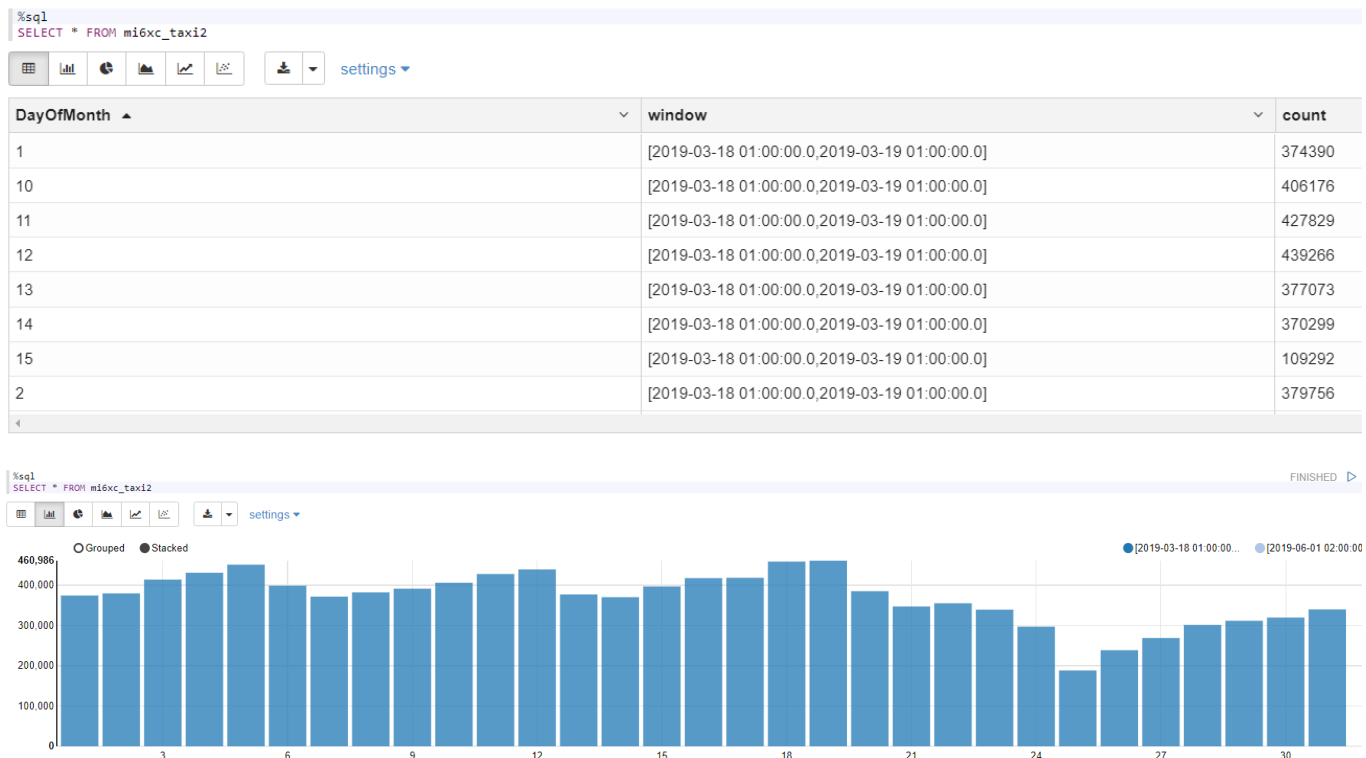 %sql
SELECT * FROM mi6xc_taxi2
settings
DayOfMonth window count
1 [2019-03-18 01:00:00.0,2019-03-19 01:00:00.0] 374390
10 [2019-03-18 01:00:00.0,2019-03-19 01:00:00.0] 406176
11 [2019-03-18 01:00:00.0,2019-03-19 01:00:00.0] 427829
12 [2019-03-18 01:00:00.0,2019-03-19 01:00:00.0] 439266
13 [2019-03-18 01:00:00.0,2019-03-19 01:00:00.0] 377073
14 [2019-03-18 01:00:00.0,2019-03-19 01:00:00.0] 370299
15 [2019-03-18 01:00:00.0,2019-03-19 01:00:00.0] 109292
2 [2019-03-18 01:00:00.0,2019-03-19 01:00:00.0] 379756
%sql FINISHED
SELECT * FROM mi6xc_taxi2
settings
Grouped Stacked [2019-03-18 01:00:00... [2019-06-01 02:00:00
460,986
400,000
300,000
200,000
100,000
0
3 6 9 12 15 18 21 24 27 30